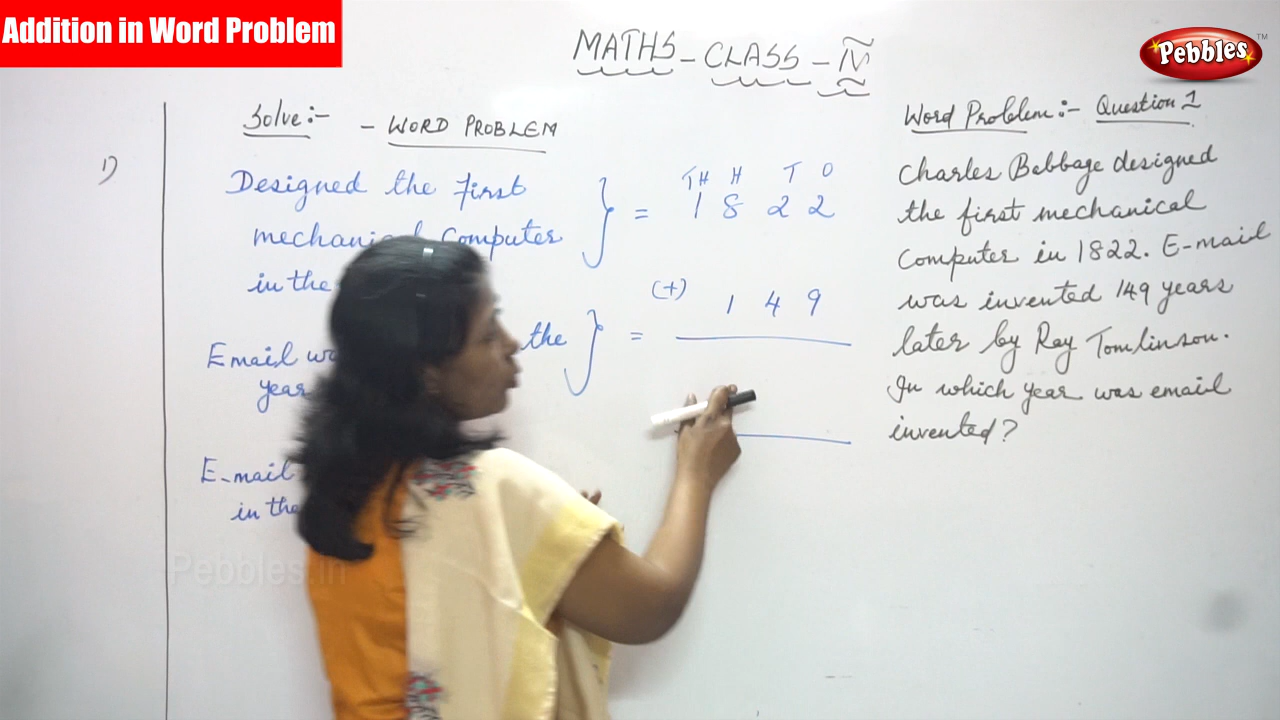 Addition in Word Problem
MATHS - CLASS - IV
Pebbles TM
Solve:- - WORD PROBLEM
1)
Designed the first
mechanical Computer
in the
TH H T O
= 1 8 2 2
Email was the
year
= (+) 1 4 9
E-mail
in the
Word Problem:- Question 1
Charles Babbage designed
the first mechanical
Computer in 1822. E-mail
was invented 149 years
later by Ray Tomlinson.
In which year was email
invented?
Pebbles.in